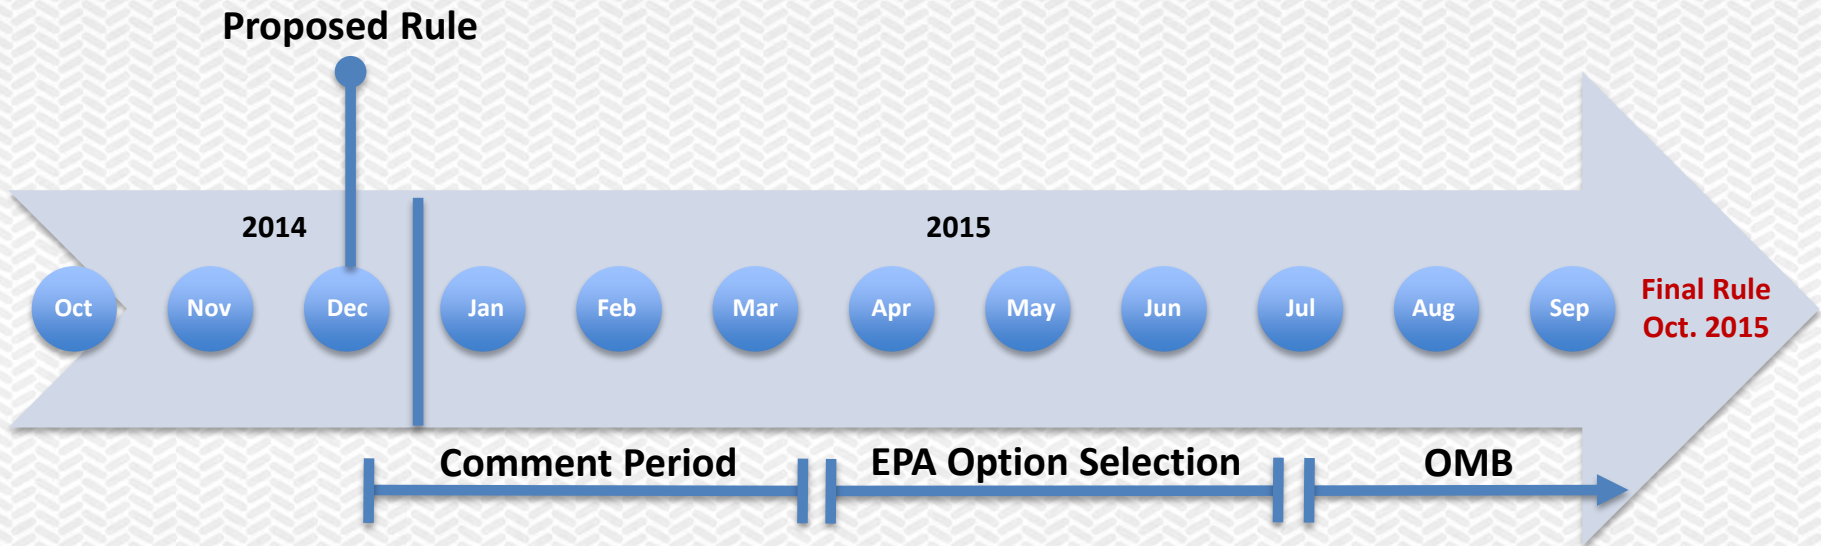 Proposed Rule
2014
2015
Oct
Nov
Dec
Jan
Feb
Mar
Apr
May
Jun
Jul
Aug
Sep
Final Rule
Oct. 2015
Comment Period
EPA Option Selection
OMB